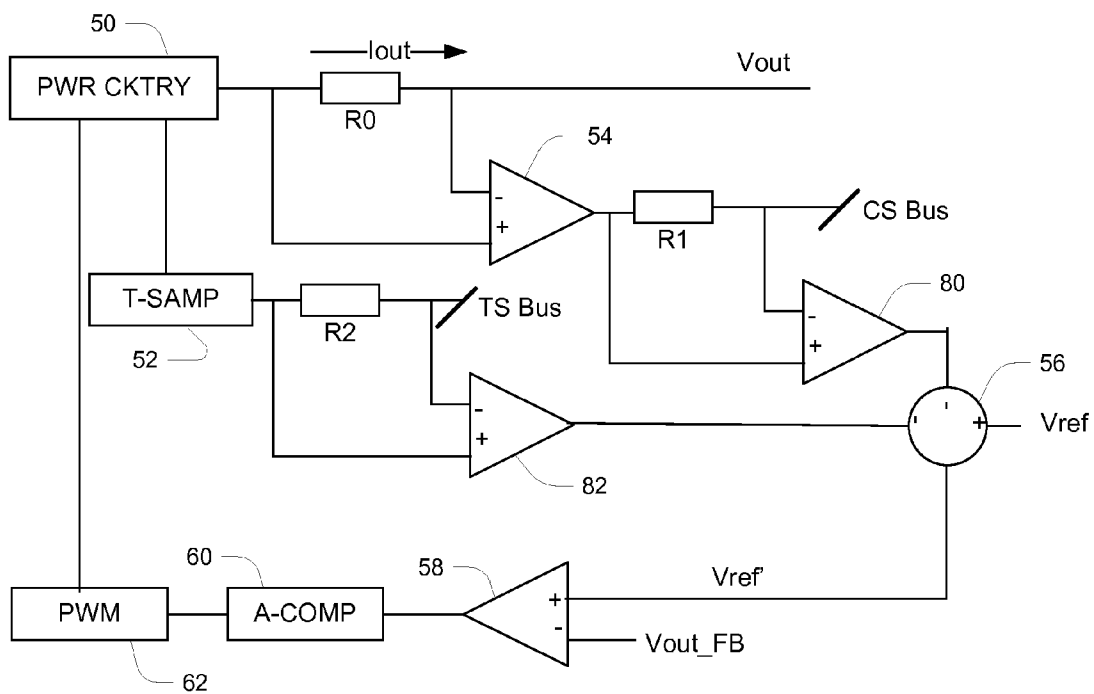 50
PWR CKTRY
Iout
Vout
R0
54
-
+
R1
CS Bus
80
-
+
T-SAMP
52
R2
TS Bus
-
+
82
56
-
-
+
Vref
60
58
Vref'
PWM
A-COMP
+
-
Vout_FB
62